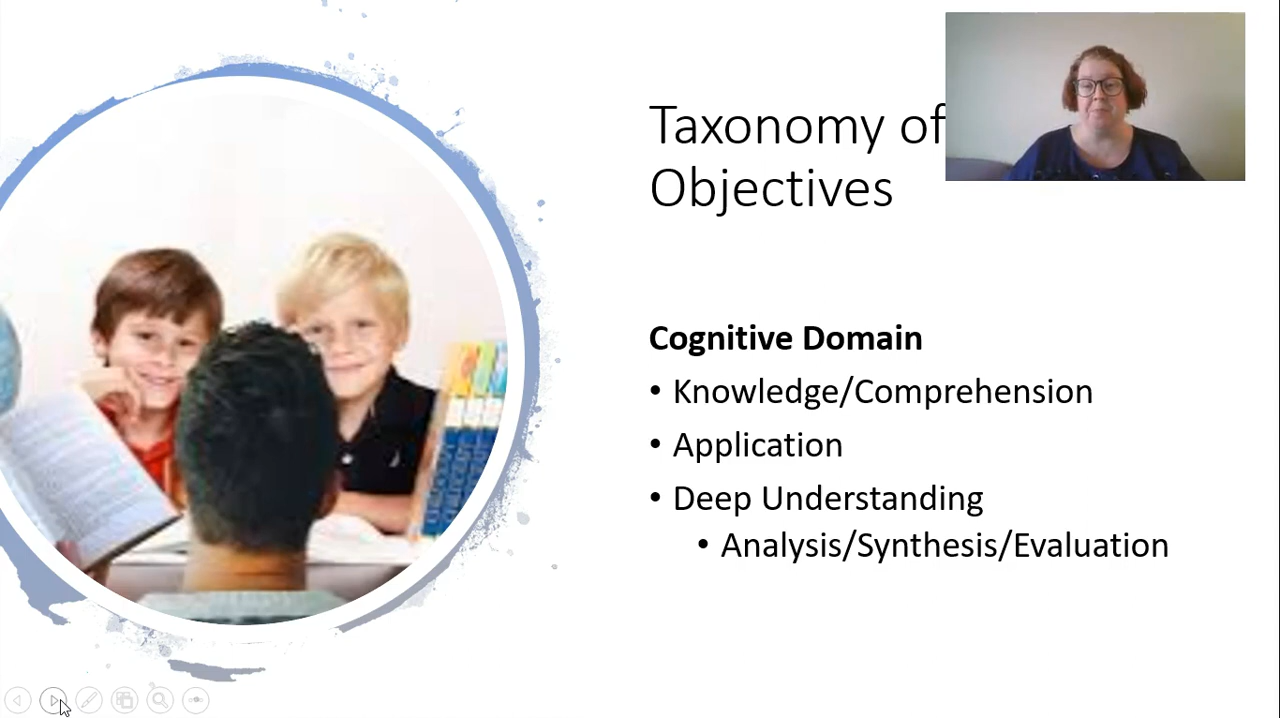 Taxonomy of
Objectives
Cognitive Domain
• Knowledge/Comprehension
• Application
• Deep Understanding
• Analysis/Synthesis/Evaluation